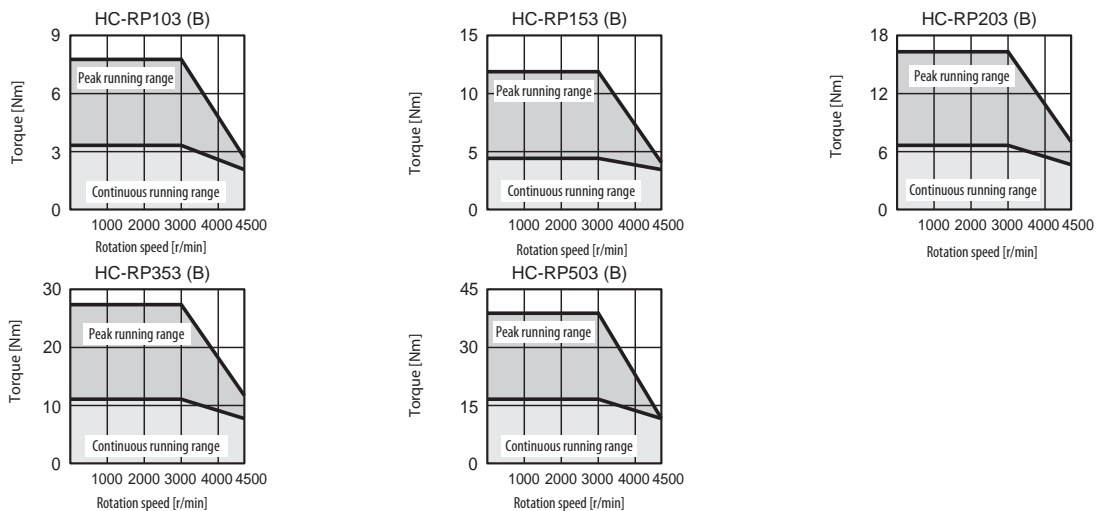 HC-RP103 (B)
Torque [Nm]
9
6
3
0
Peak running range
Continuous running range
1000 2000 3000 4000 4500
Rotation speed [r/min]
HC-RP153 (B)
Torque [Nm]
15
10
5
0
Peak running range
Continuous running range
1000 2000 3000 4000 4500
Rotation speed [r/min]
HC-RP203 (B)
Torque [Nm]
18
12
6
0
Peak running range
Continuous running range
1000 2000 3000 4000 4500
Rotation speed [r/min]
HC-RP353 (B)
Torque [Nm]
30
20
10
0
Peak running range
Continuous running range
1000 2000 3000 4000 4500
Rotation speed [r/min]
HC-RP503 (B)
Torque [Nm]
45
30
15
0
Peak running range
Continuous running range
1000 2000 3000 4000 4500
Rotation speed [r/min]